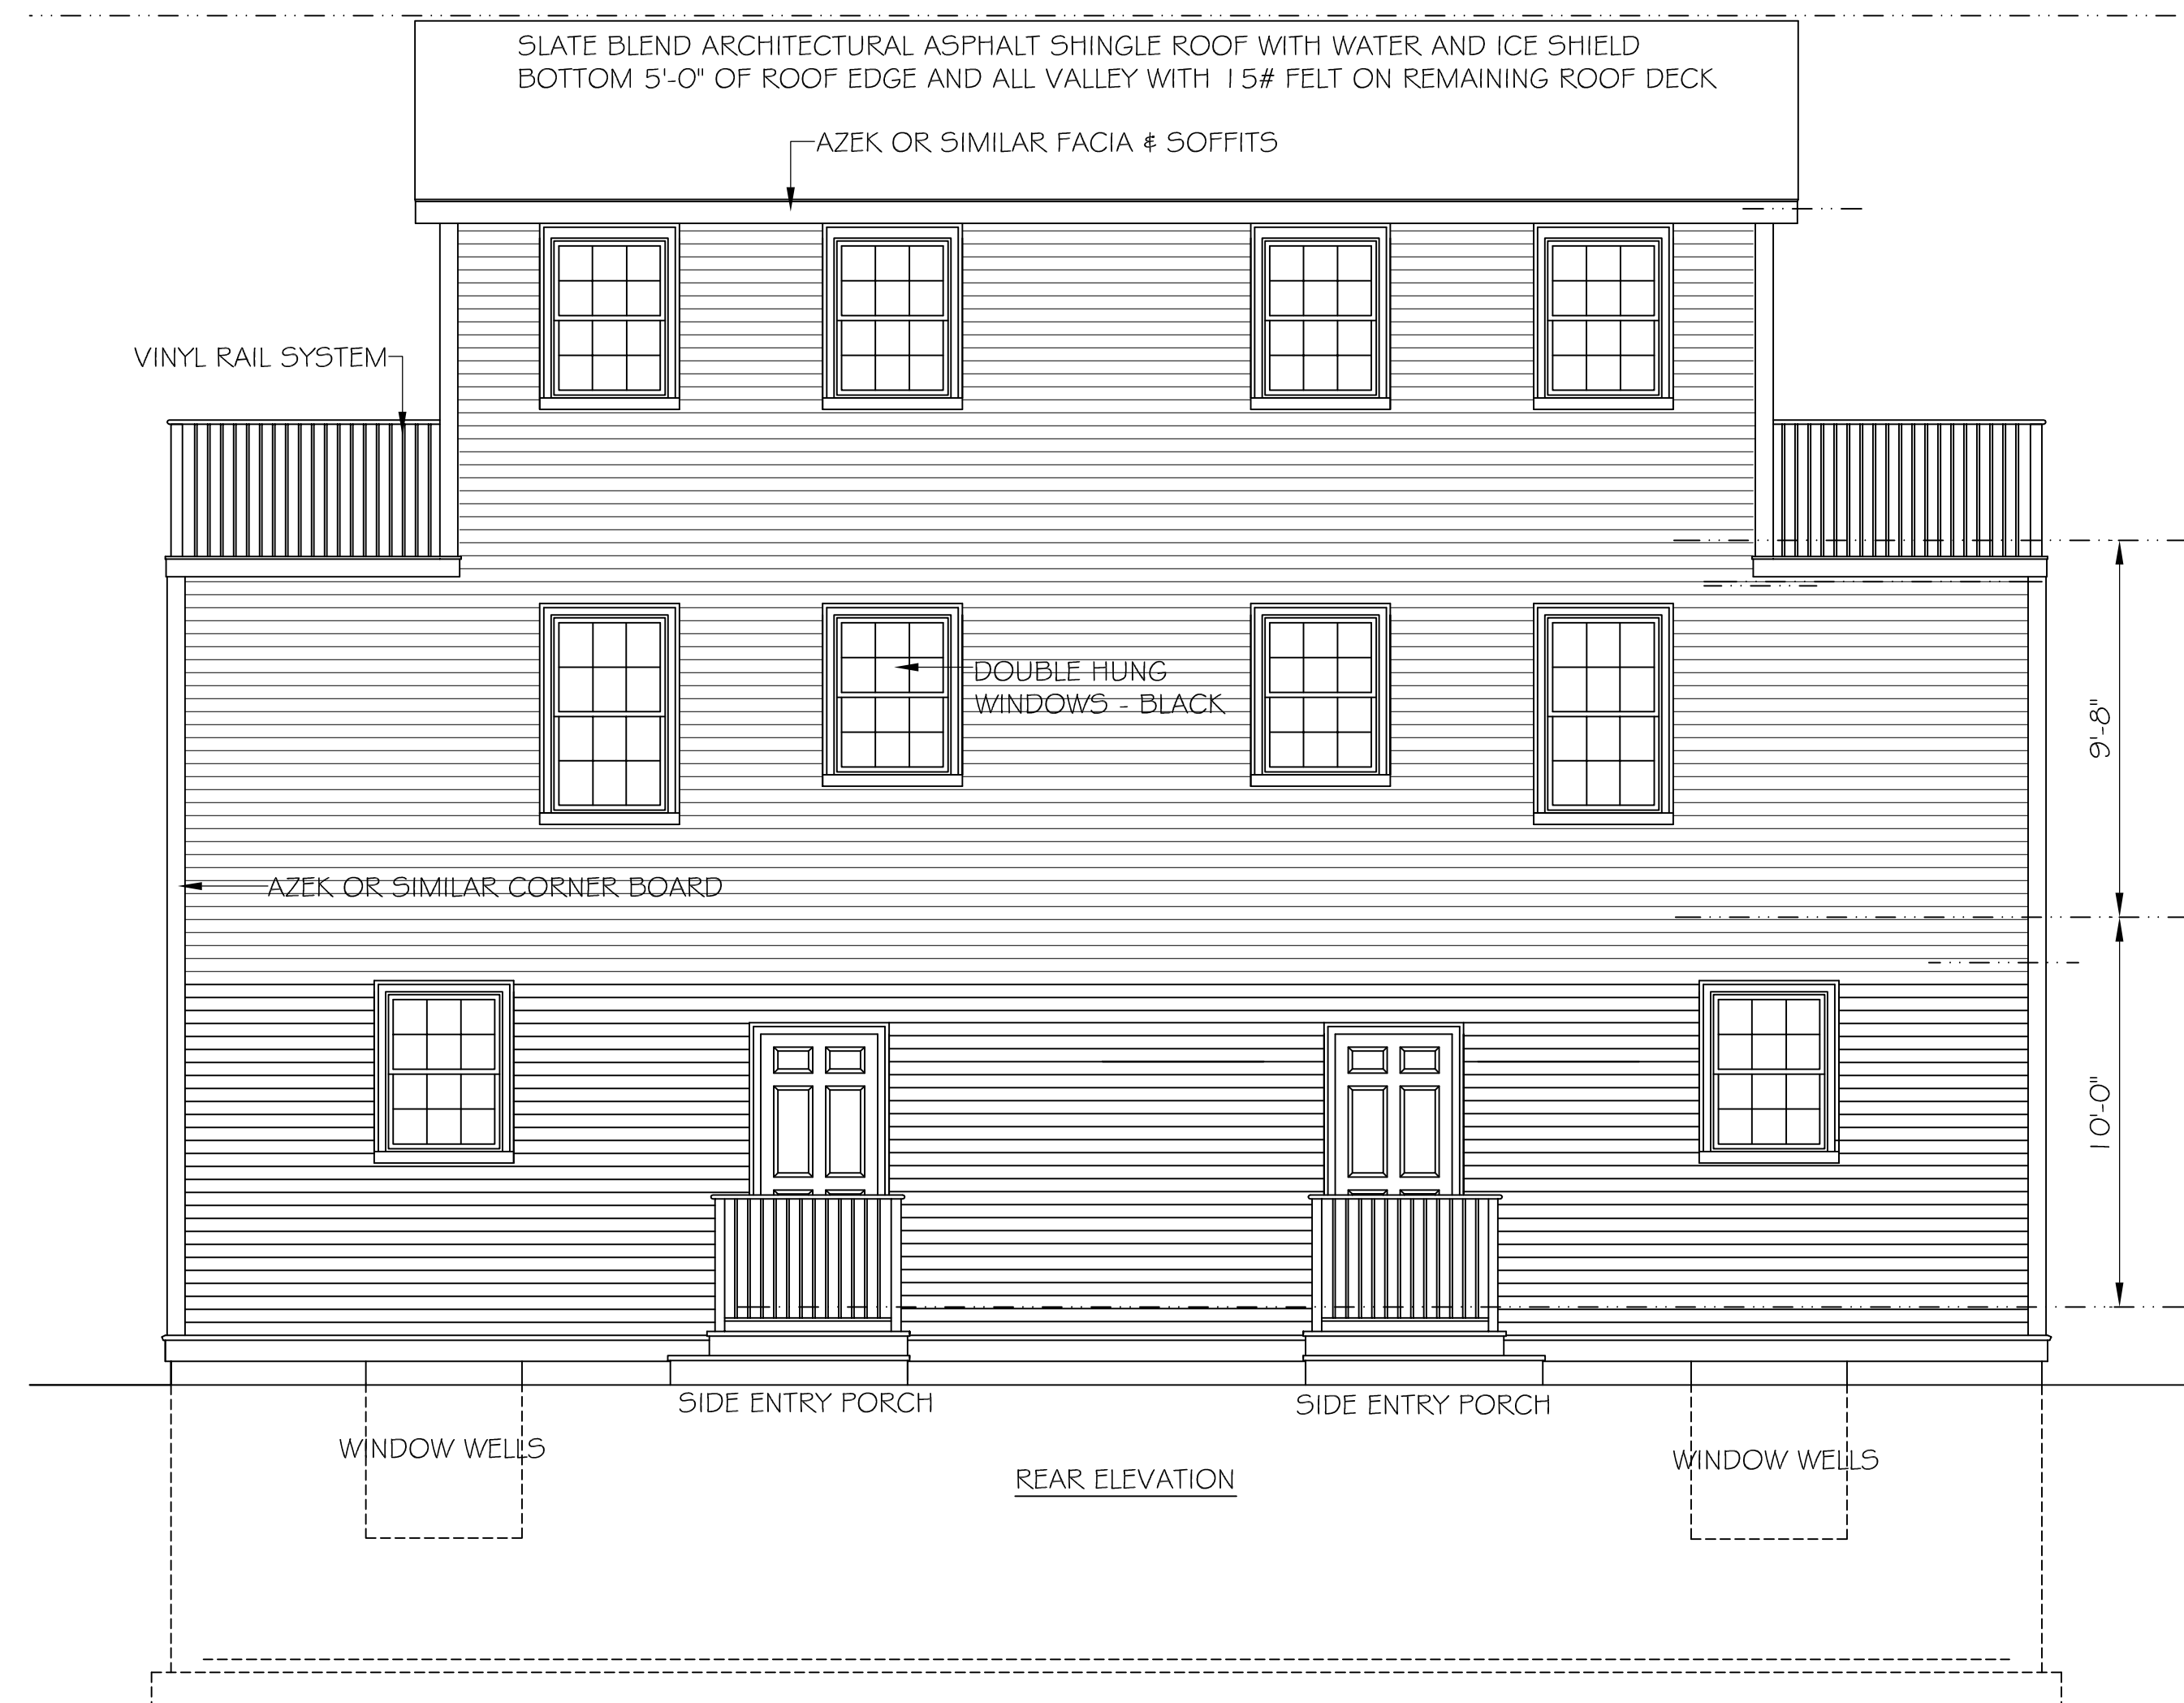 SLATE BLEND ARCHITECTURAL ASPHALT SHINGLE ROOF WITH WATER AND ICE SHIELD
BOTTOM 5'-0" OF ROOF EDGE AND ALL VALLEY WITH 15# FELT ON REMAINING ROOF DECK
AZEK OR SIMILAR FACIA & SOFFITS
VINYL RAIL SYSTEM
DOUBLE HUNG
WINDOWS - BLACK
9'-8"
AZEK OR SIMILAR CORNER BOARD
10'-0"
SIDE ENTRY PORCH
SIDE ENTRY PORCH
WINDOW WELLS
WINDOW WELLS
REAR ELEVATION